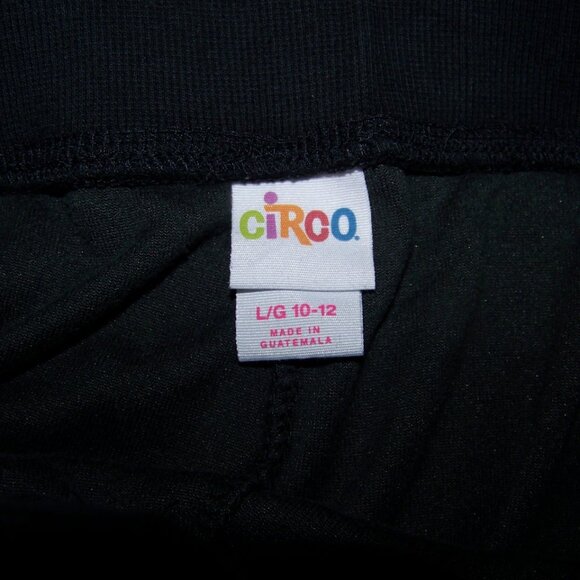 CiRCO.
L/G 10-12
MADE IN
GUATEMALA